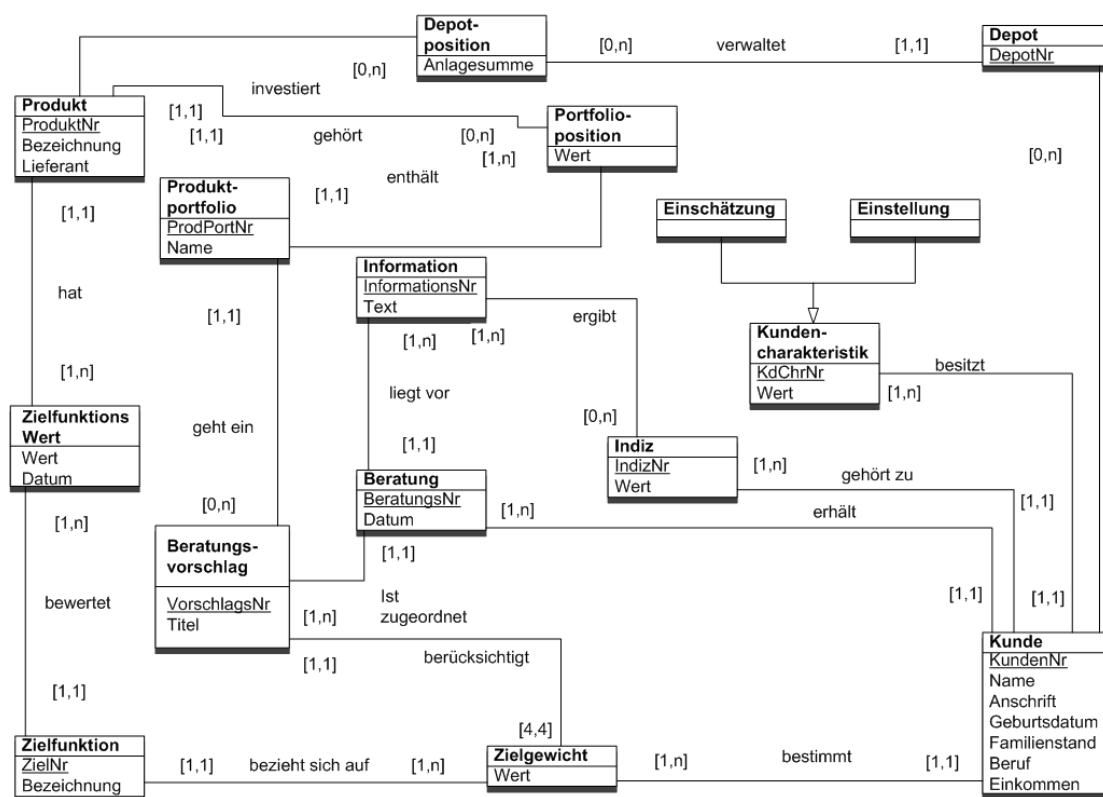 Depot-
position
Anlagesumme
[0,n]
verwaltet
[1,1]
Depot
DepotNr
[0,n]
investiert
Produkt
ProduktNr
Bezeichnung
Lieferant
[1,1]
[1,1]
gehört
[0,n]
Portfolio-
position
Wert
[1,n]
enthält
[1,1]
[0,n]
Produkt-
portfolio
ProdPortNr
Name
[1,1]
Einschätzung
Einstellung
hat
Information
InformationsNr
Text
[1,1]
[1,n]
[1,n]
ergibt
Kunden-
charakteristik
KdChrNr
Wert
besitzt
[1,n]
[1,n]
liegt vor
Zielfunktions
Wert
Wert
Datum
geht ein
[0,n]
[1,1]
Indiz
IndizNr
Wert
[1,n]
gehört zu
Beratung
BeratungsNr
Datum
[1,n]
erhält
[1,1]
[0,n]
[1,n]
Beratungs-
vorschlag
VorschlagsNr
Titel
[1,1]
bewertet
[1,n]
Ist
zugeordnet
[1,1]
[1,1]
[1,1]
berücksichtigt
[1,1]
Kunde
KundenNr
Name
Anschrift
Geburtsdatum
Familienstand
Beruf
Einkommen
Zielfunktion
ZielNr
Bezeichnung
[1,1]
bezieht sich auf
[1,n]
[4,4]
Zielgewicht
Wert
[1,n]
bestimmt
[1,1]